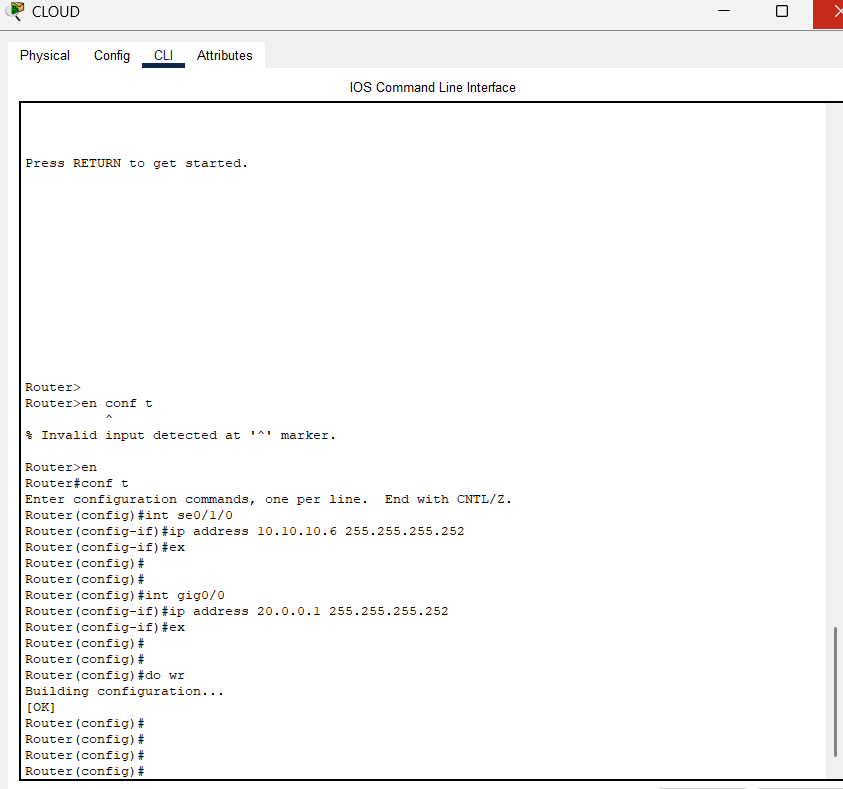 CLOUD
Physical Config CLI Attributes
IOS Command Line Interface
Press RETURN to get started.
Router>
Router>en conf t
^
% Invalid input detected at '^' marker.
Router>en
Router#conf t
Enter configuration commands, one per line.  End with CNTL/Z.
Router(config)#int se0/1/0
Router(config-if)#ip address 10.10.10.6 255.255.255.252
Router(config-if)#ex
Router(config)#
Router(config)#
Router(config)#int gig0/0
Router(config-if)#ip address 20.0.0.1 255.255.255.252
Router(config-if)#ex
Router(config)#
Router(config)#
Router(config)#do wr
Building configuration...
[OK]
Router(config)#
Router(config)#
Router(config)#
Router(config)#